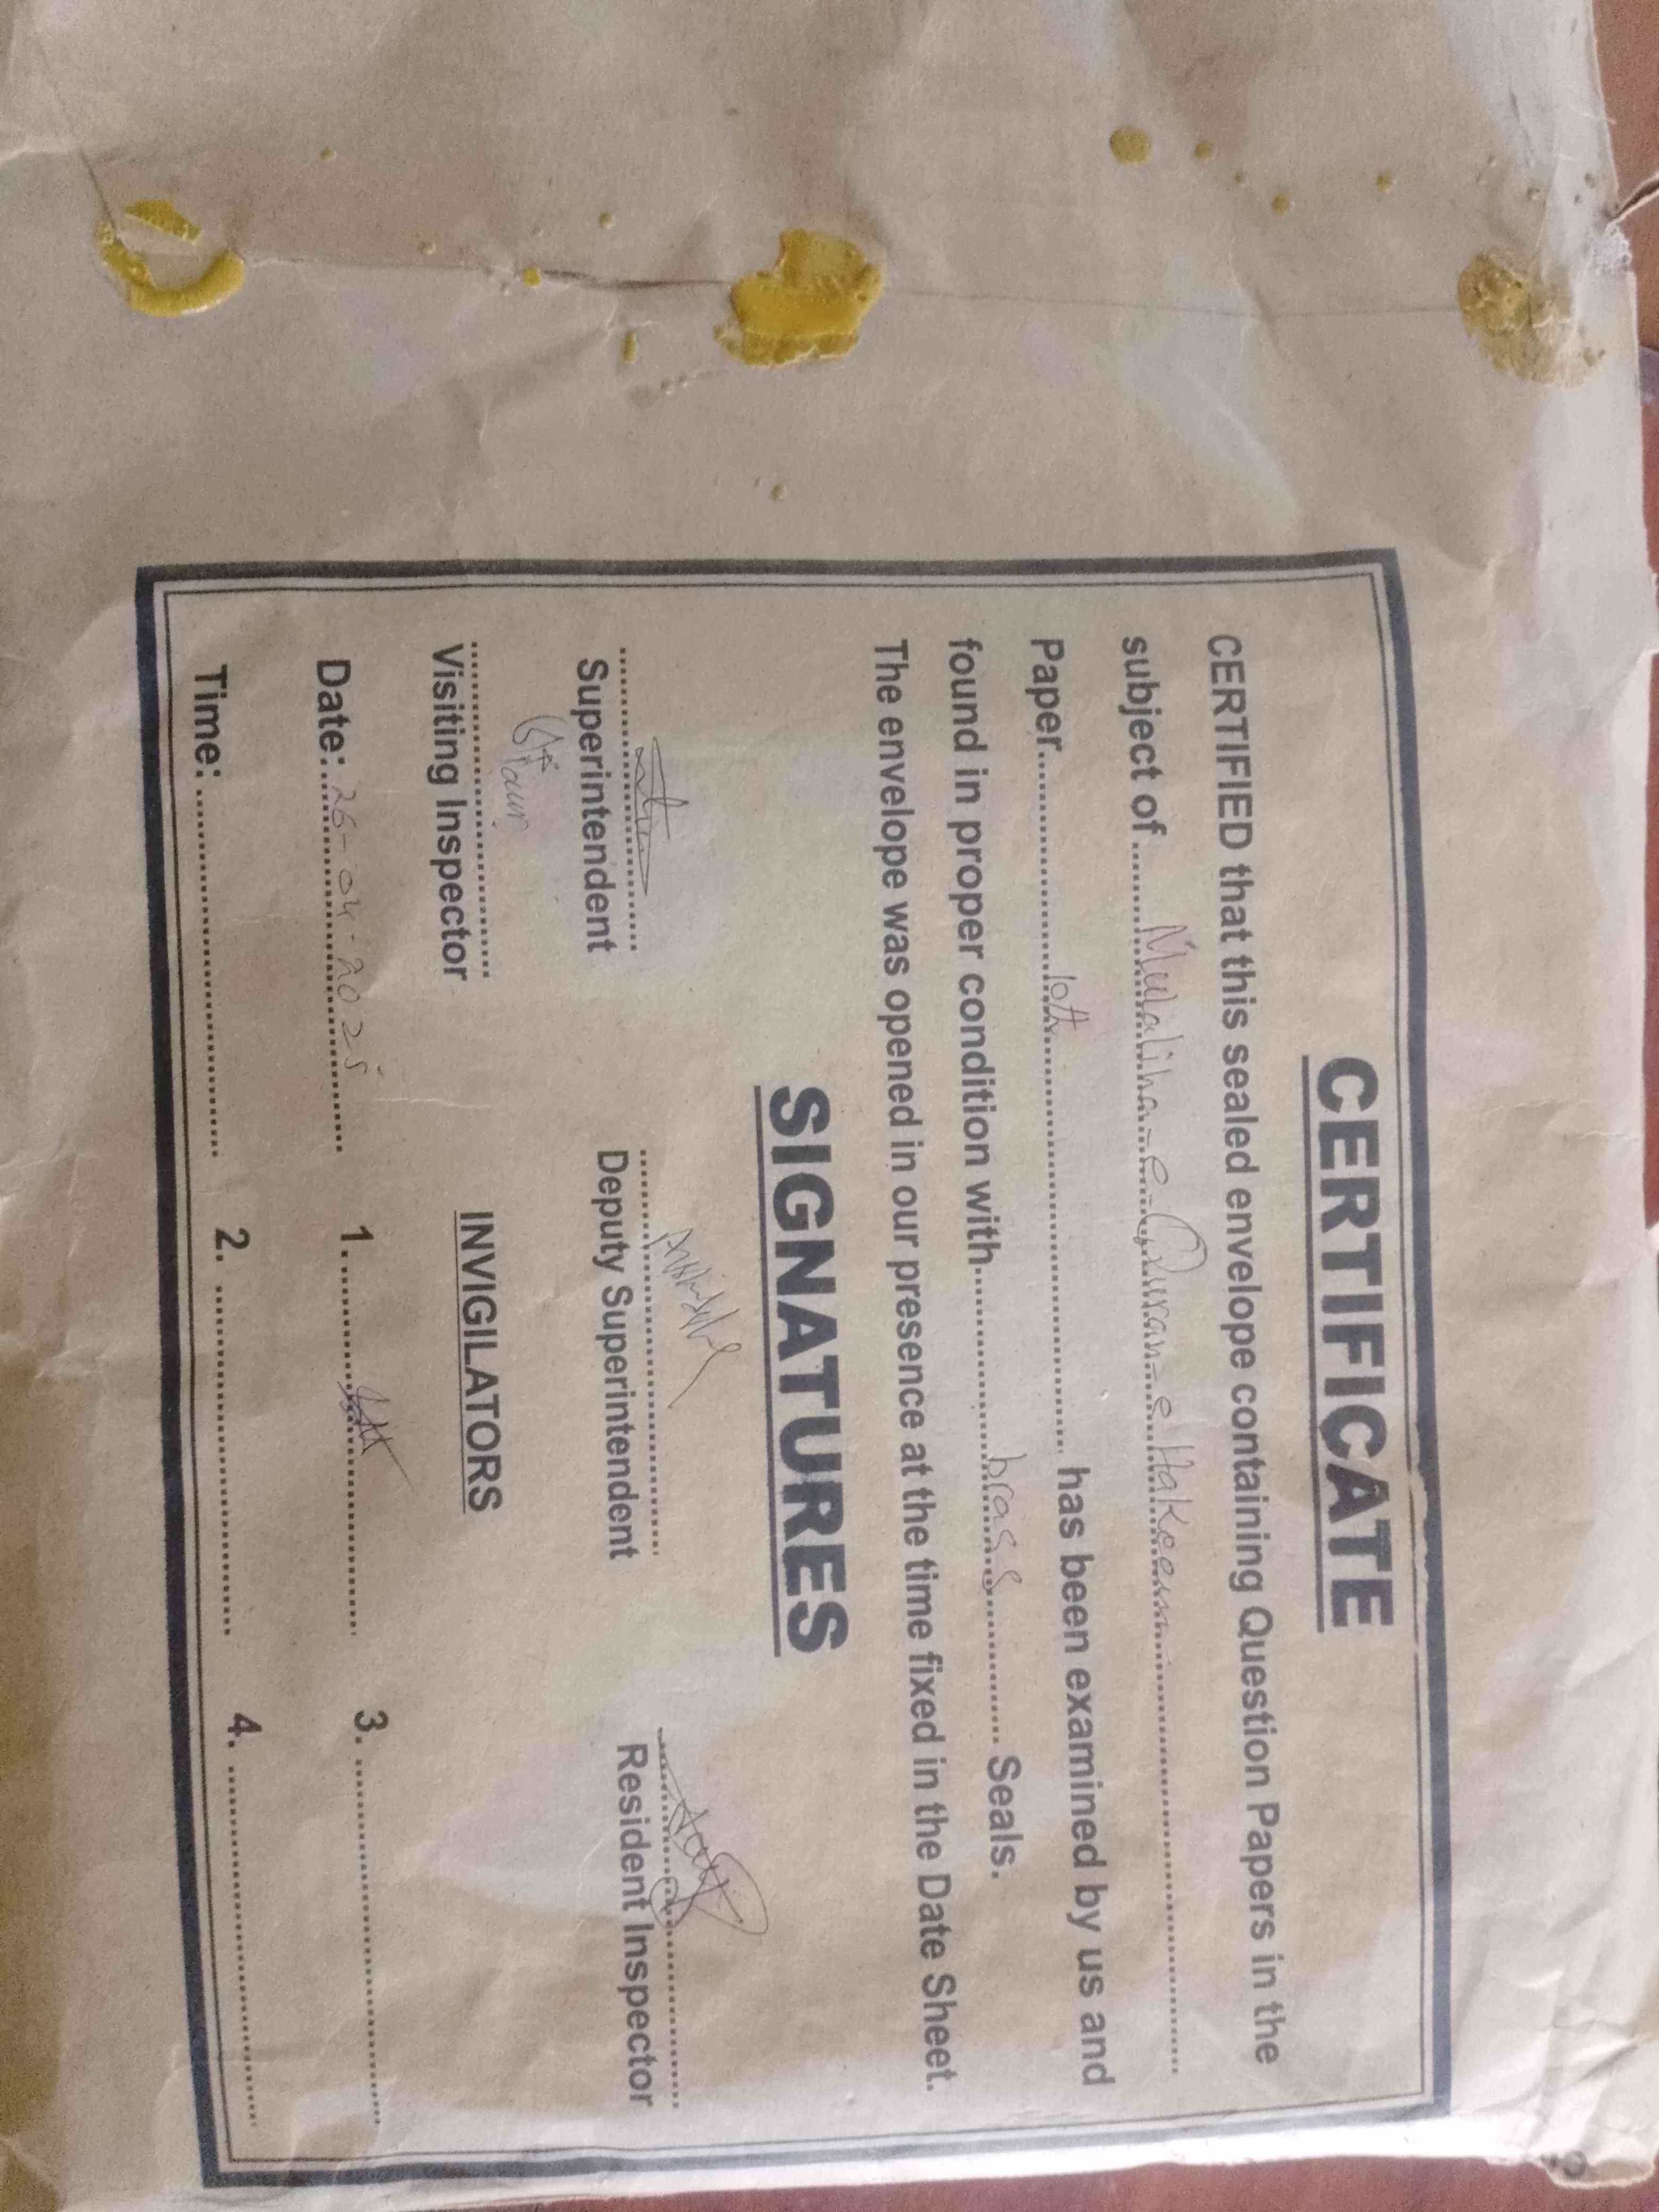 CERTIFICATE
CERTIFIED that this sealed envelope containing Question Papers in the
subject of ........ Mutaliha-e-Quran-e-Hakeem ........
Paper........ 10th ........ has been examined by us and
found in proper condition with........ brass ........ Seals.
The envelope was opened in our presence at the time fixed in the Date Sheet.
SIGNATURES
Superintendent Deputy Superintendent Resident Inspector
Visiting Inspector INVIGILATORS
Date: 26-04-2025 1. ........ 3. ........
Time: ........ 2. ........ 4. ........